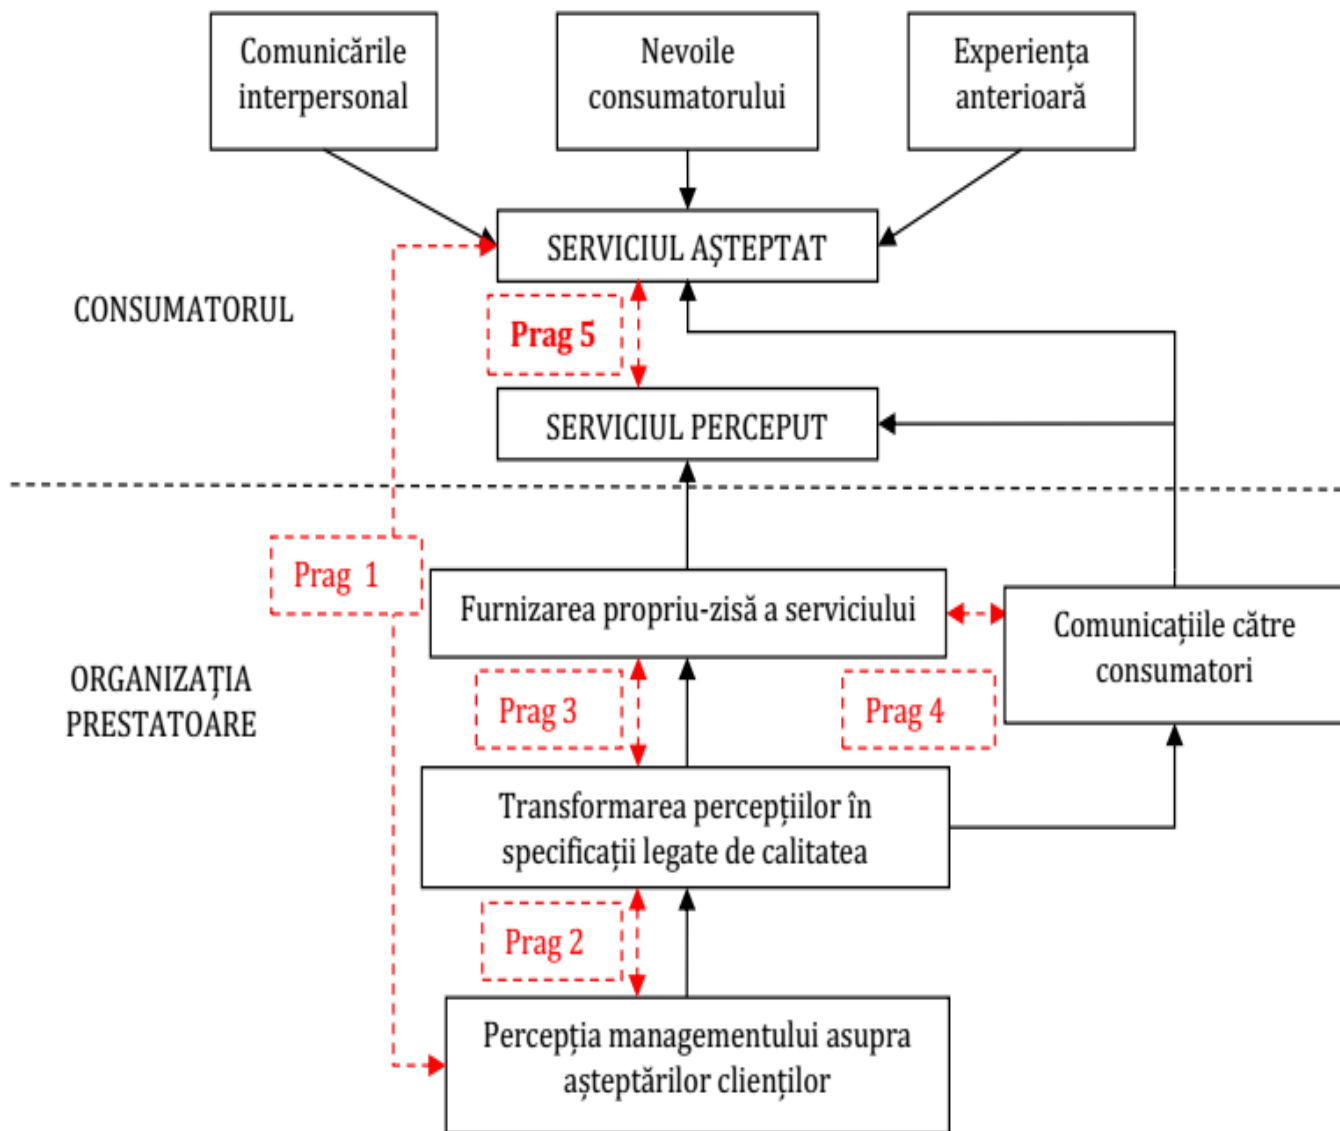 Comunicările
interpersonal
Nevoile
consumatorului
Experiența
anterioară
SERVICIUL AȘTEPTAT
CONSUMATORUL
Prag 5
SERVICIUL PERCEPUT
Prag 1
Furnizarea propriu-zisă a serviciului
Comunicațiile către
consumatori
ORGANIZAȚIA
PRESTATOARE
Prag 3
Prag 4
Transformarea percepțiilor în
specificații legate de calitatea
Prag 2
Percepția managementului asupra
așteptărilor clienților